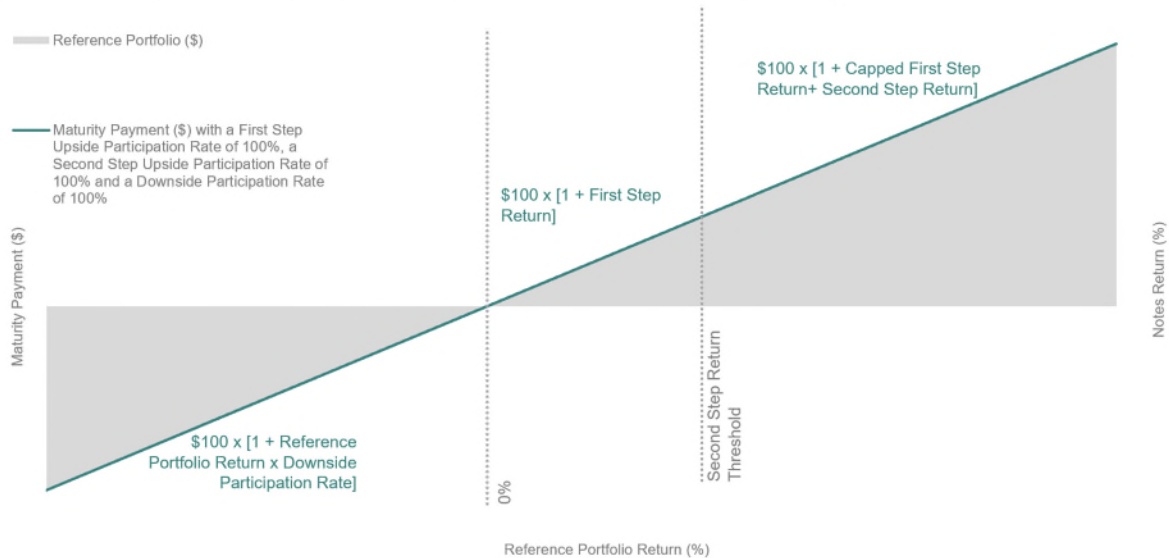 Reference Portfolio ($)
Maturity Payment ($) with a First Step
Upside Participation Rate of 100%, a
Second Step Upside Participation Rate of
100% and a Downside Participation Rate
of 100%
$100 x [1 + Capped First Step
Return+ Second Step Return]
$100 x [1 + First Step
Return]
Maturity Payment ($)
Notes Return (%)
$100 x [1 + Reference
Portfolio Return x Downside
Participation Rate]
0%
Second Step Return
Threshold
Reference Portfolio Return (%)